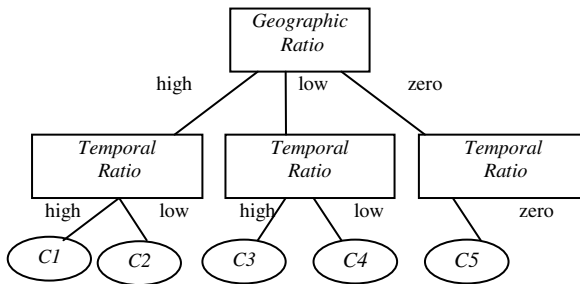 Geographic
Ratio
high low zero
Temporal Temporal Temporal
Ratio Ratio Ratio
high low high low zero
C1 C2 C3 C4 C5